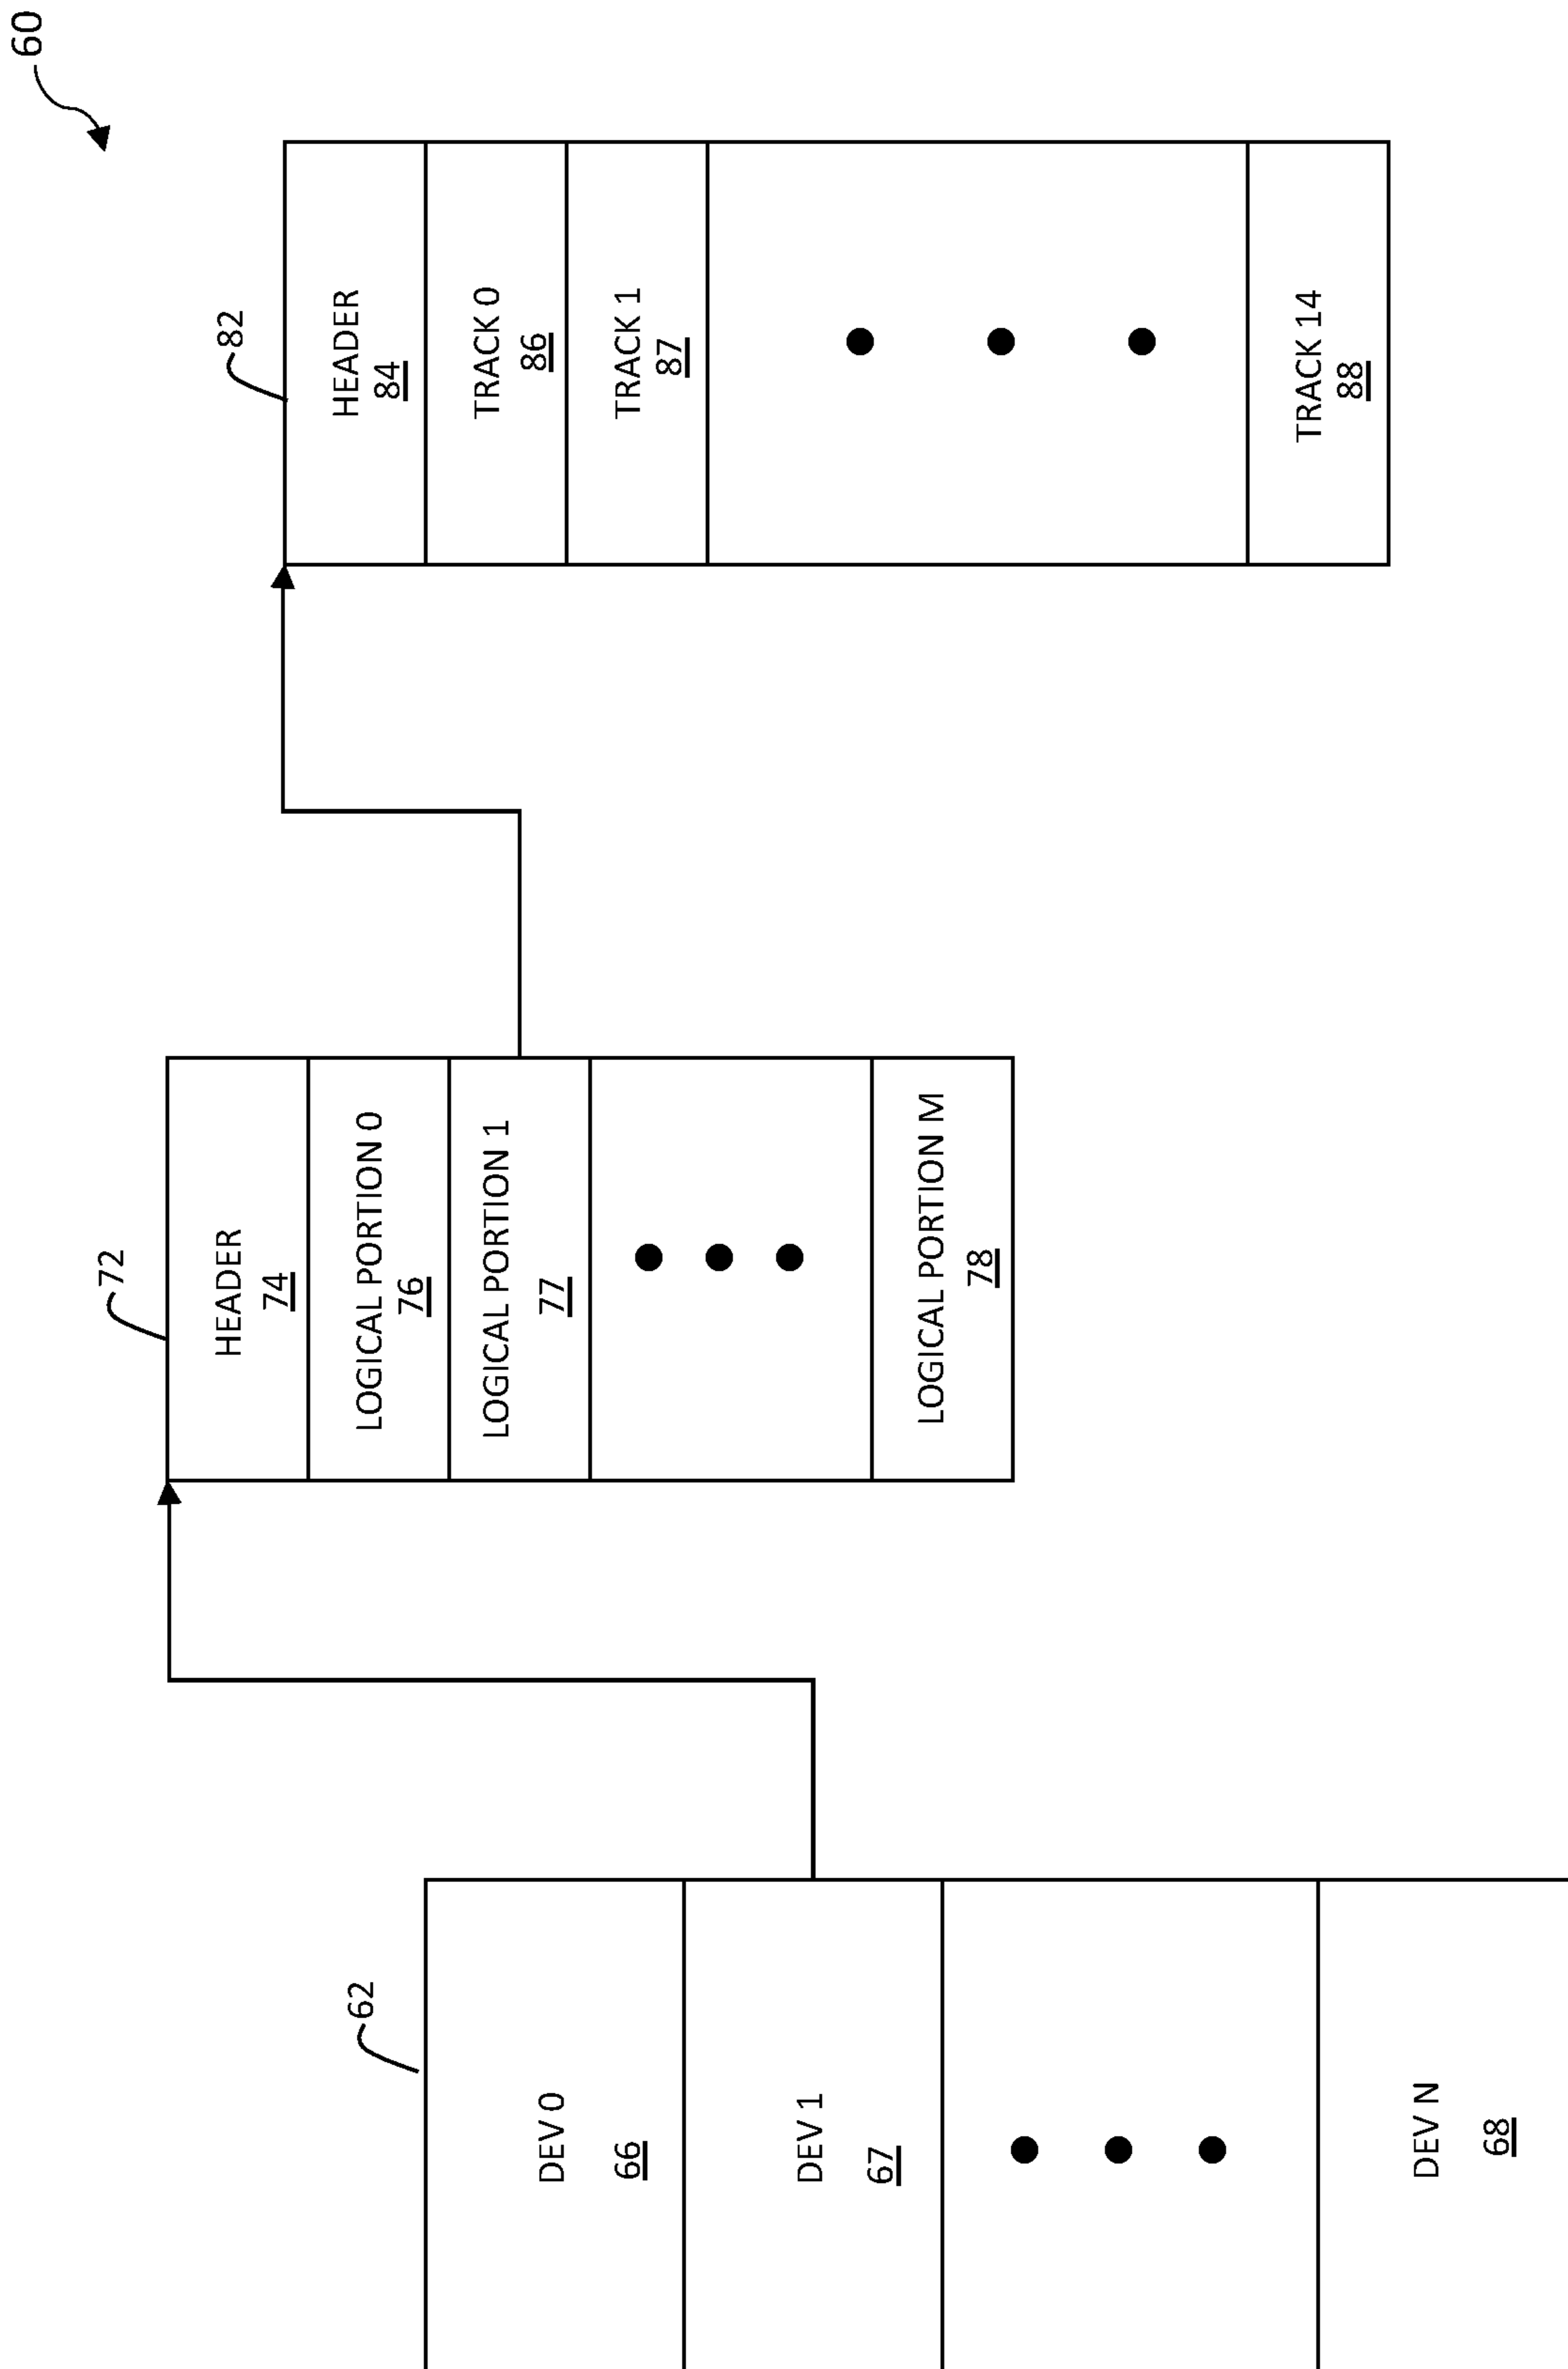 60
62
DEV 0
66
DEV 1
67
DEV N
68
72
HEADER
74
LOGICAL PORTION 0
76
LOGICAL PORTION 1
77
LOGICAL PORTION M
78
82
HEADER
84
TRACK 0
86
TRACK 1
87
TRACK 14
88